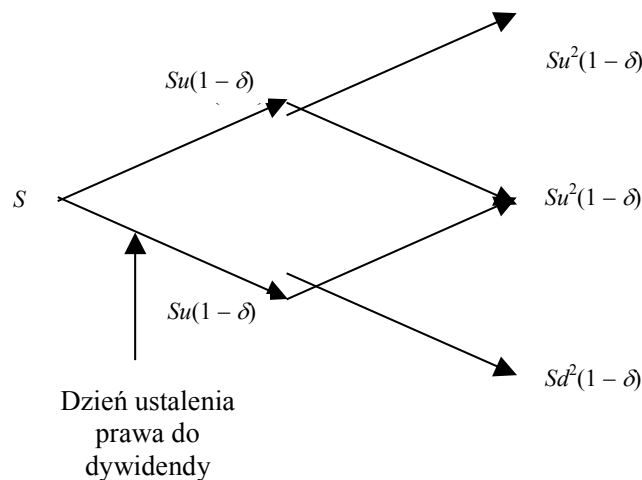 Su²(1 – δ)
Su(1 – δ)
S
Su²(1 – δ)
Su(1 – δ)
Sd²(1 – δ)
Dzień ustalenia
prawa do
dywidendy